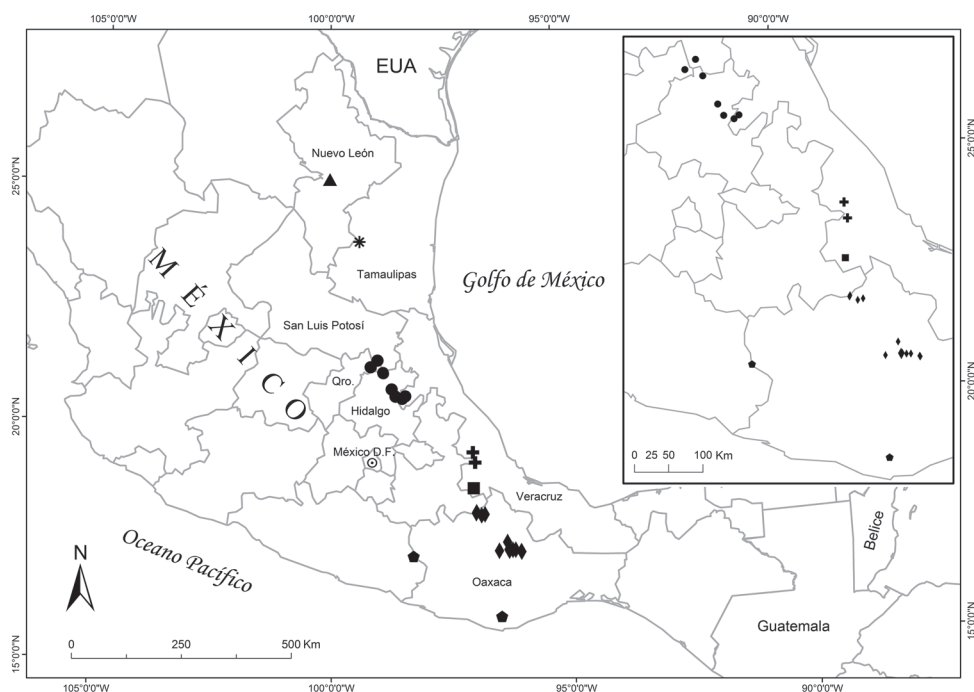 105°0'0"W 100°0'0"W 95°0'0"W 90°0'0"W
EUA
Nuevo León
25°0'0"N
25°0'0"N
Tamaulipas
MÉXICO
Golfo de México
San Luis Potosí
Qro.
Hidalgo
20°0'0"N
20°0'0"N
México D.F.
0 25 50 100 Km
Veracruz
Belice
Oceano Pacífico
N
Oaxaca
Guatemala
0 250 500 Km
15°0'0"N
15°0'0"N
105°0'0"W 100°0'0"W 95°0'0"W 90°0'0"W